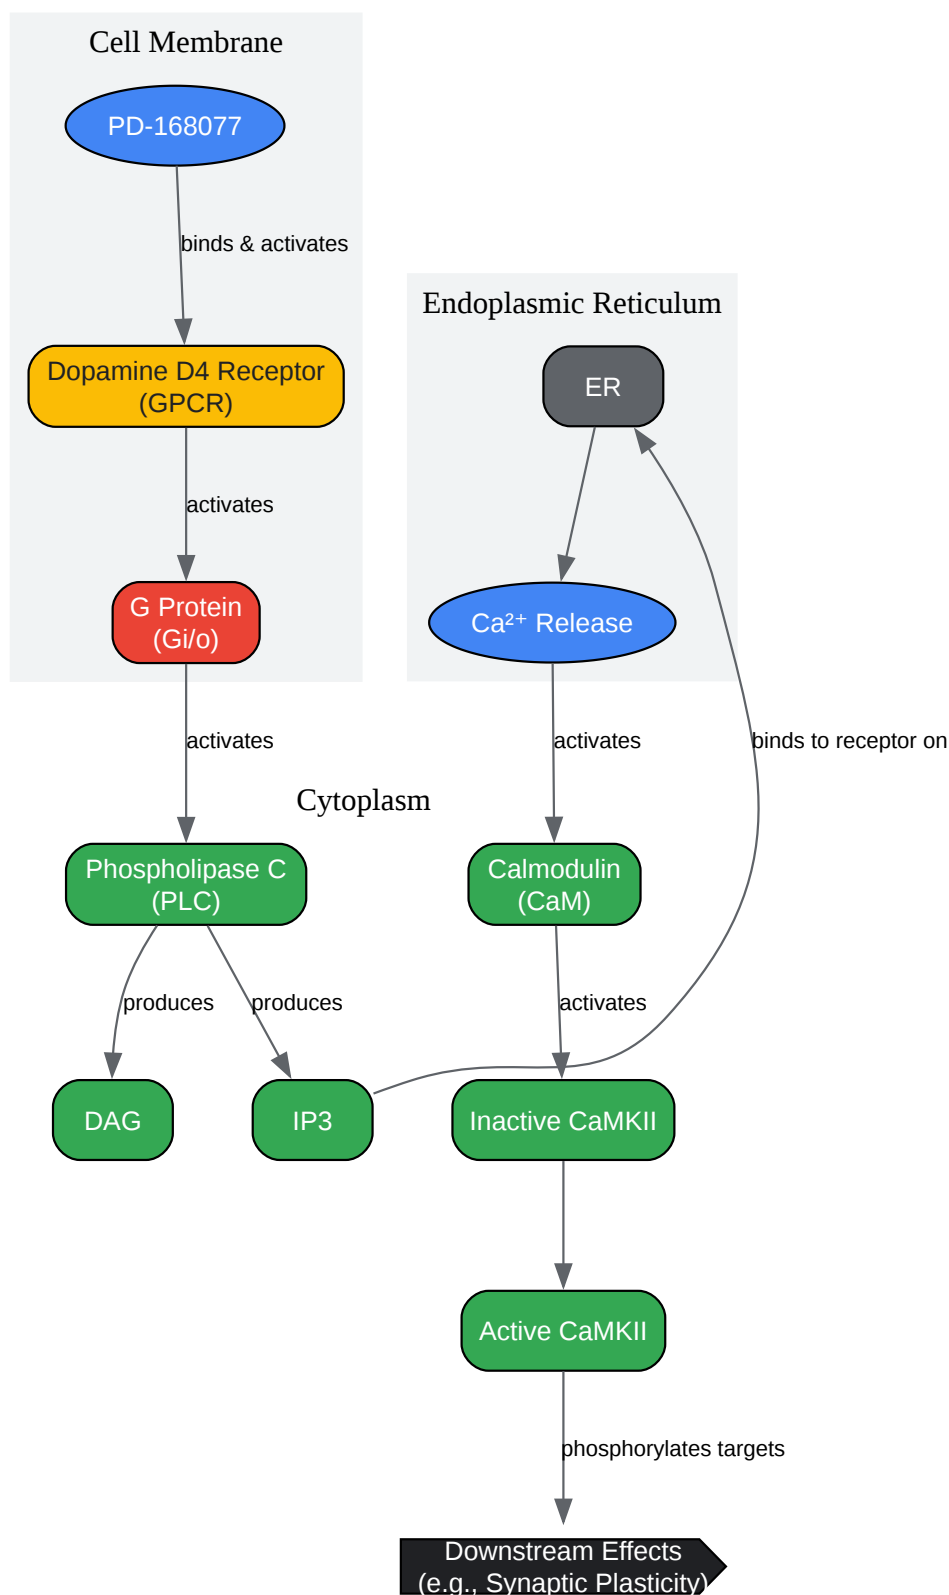 Cell Membrane
PD-168077
binds & activates
Endoplasmic Reticulum
Dopamine D4 Receptor
(GPCR)
ER
activates
G Protein
(Gi/o)
Ca²⁺ Release
activates
activates
binds to receptor on
Cytoplasm
Phospholipase C
(PLC)
Calmodulin
(CaM)
produces
produces
activates
DAG
IP3
Inactive CaMKII
Active CaMKII
phosphorylates targets
Downstream Effects
(e.g., Synaptic Plasticity)